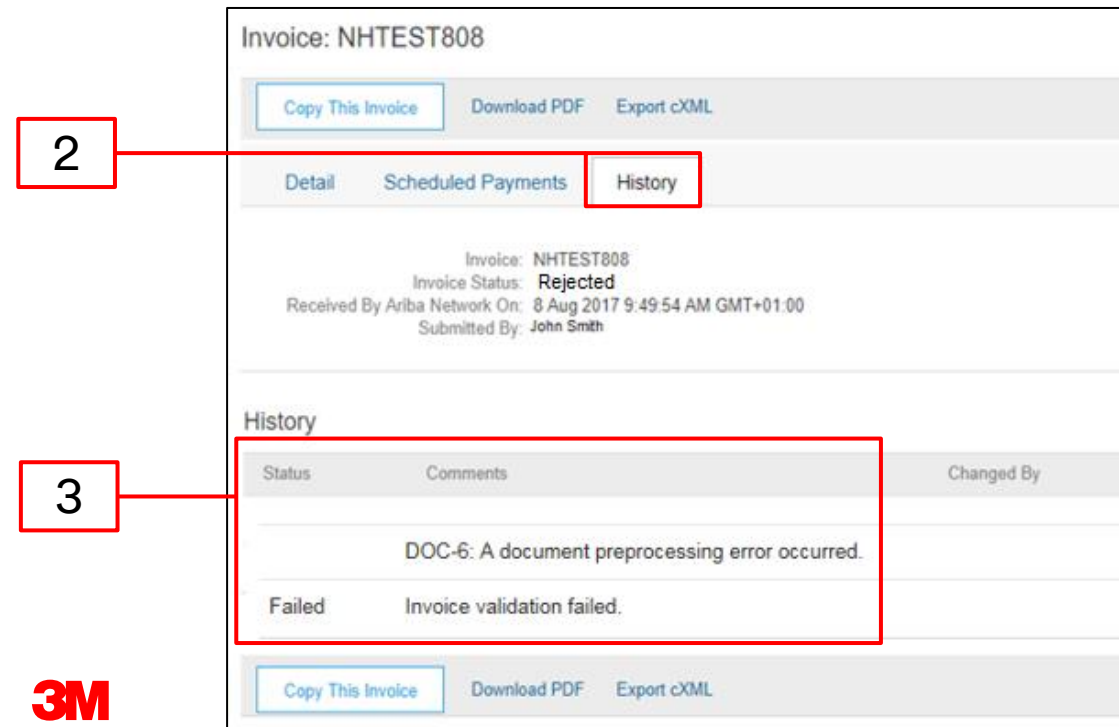 Invoice: NHTEST808
Copy This Invoice Download PDF Export cXML
2
Detail Scheduled Payments History
Invoice: NHTEST808
Invoice Status: Rejected
Received By Ariba Network On: 8 Aug 2017 9:49:54 AM GMT+01:00
Submitted By: John Smith
History
3
Status Comments Changed By
DOC-6: A document preprocessing error occurred.
Failed Invoice validation failed.
3M
Copy This Invoice Download PDF Export cXML